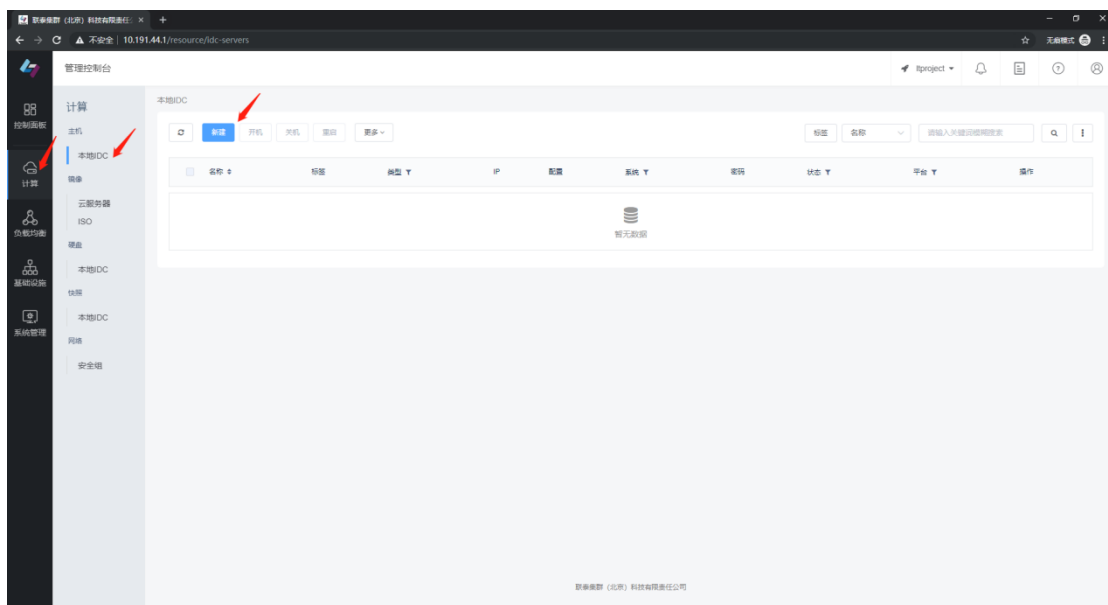 联泰集群（北京）科技有限责任
← → C 不安全 | 10.191.44.1/resource/idc-servers 无痕模式
管理控制台 ltproject
控制面板
计算
负载均衡
基础设施
系统管理
计算
主机
本地IDC
镜像
云服务器
ISO
硬盘
本地IDC
快照
本地IDC
网络
安全组
本地IDC
新建 开机 关机 重启 更多 标签 名称 请输入关键词模糊搜索
名称 标签 类型 IP 配置 系统 密码 状态 平台 操作
暂无数据
联泰集群（北京）科技有限责任公司